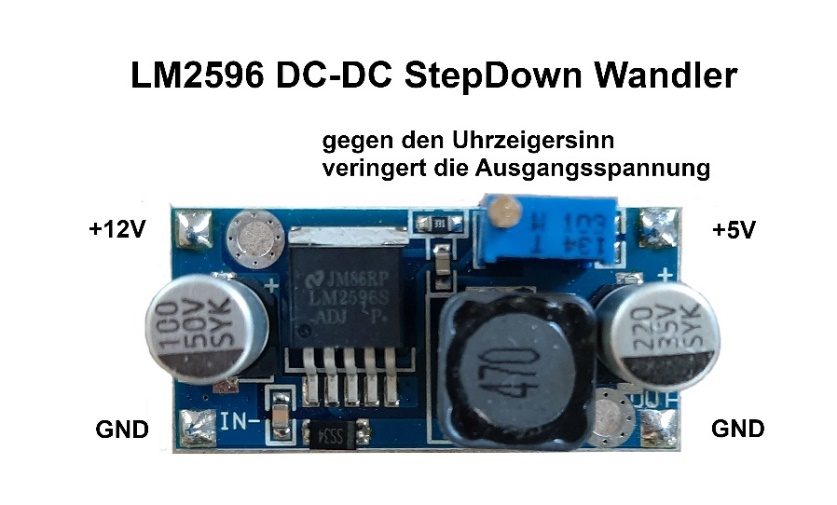 LM2596 DC-DC StepDown Wandler
gegen den Uhrzeigersinn
veringert die Ausgangsspannung
+12V
+5V
JM86RP
LM2596S
-ADJ P+
+
+
100
50V
SYK
220
35V
SYK
470
GND
IN-
SS34
GND